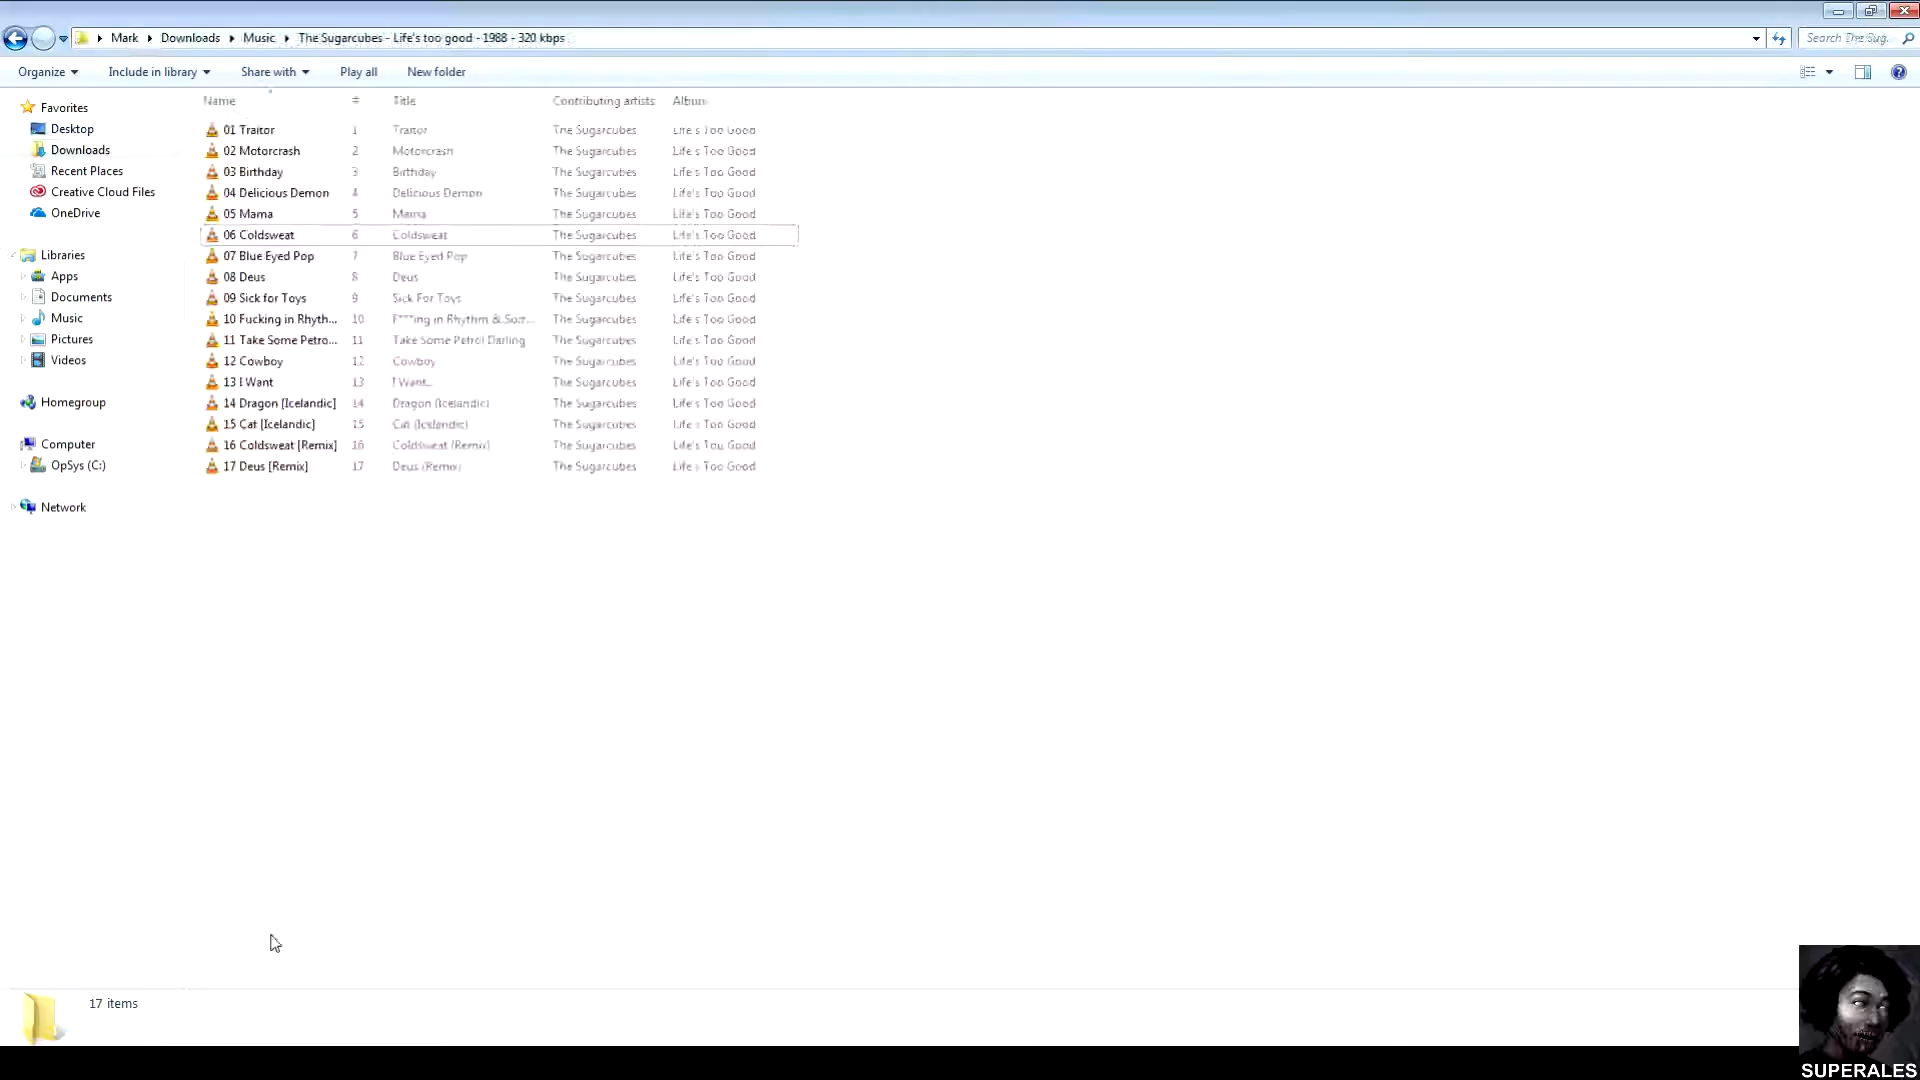 Mark Downloads Music The Sugarcubes - Life's too good - 1988 - 320 kbps
Organize Include in library Share with Play all New folder
Favorites
Desktop
Downloads
Recent Places
Creative Cloud Files
OneDrive
Libraries
Apps
Documents
Music
Pictures
Videos
Homegroup
Computer
OpSys (C:)
Network
Name # Title Contributing artists Album
01 Traitor 1 Traitor The Sugarcubes Life's Too Good
02 Motorcrash 2 Motorcrash The Sugarcubes Life's Too Good
03 Birthday 3 Birthday The Sugarcubes Life's Too Good
04 Delicious Demon 4 Delicious Demon The Sugarcubes Life's Too Good
05 Mama 5 Mama The Sugarcubes Life's Too Good
06 Coldsweat 6 Coldsweat The Sugarcubes Life's Too Good
07 Blue Eyed Pop 7 Blue Eyed Pop The Sugarcubes Life's Too Good
08 Deus 8 Deus The Sugarcubes Life's Too Good
09 Sick for Toys 9 Sick For Toys The Sugarcubes Life's Too Good
10 Fucking in Rhyth... 10 F***ing in Rhythm & Sorr... The Sugarcubes Life's Too Good
11 Take Some Petro... 11 Take Some Petrol Darling The Sugarcubes Life's Too Good
12 Cowboy 12 Cowboy The Sugarcubes Life's Too Good
13 I Want 13 I Want... The Sugarcubes Life's Too Good
14 Dragon [Icelandic] 14 Dragon (Icelandic) The Sugarcubes Life's Too Good
15 Cat [Icelandic] 15 Cat (Icelandic) The Sugarcubes Life's Too Good
16 Coldsweat [Remix] 16 Coldsweat (Remix) The Sugarcubes Life's Too Good
17 Deus [Remix] 17 Deus (Remix) The Sugarcubes Life's Too Good
17 items
SUPERALES